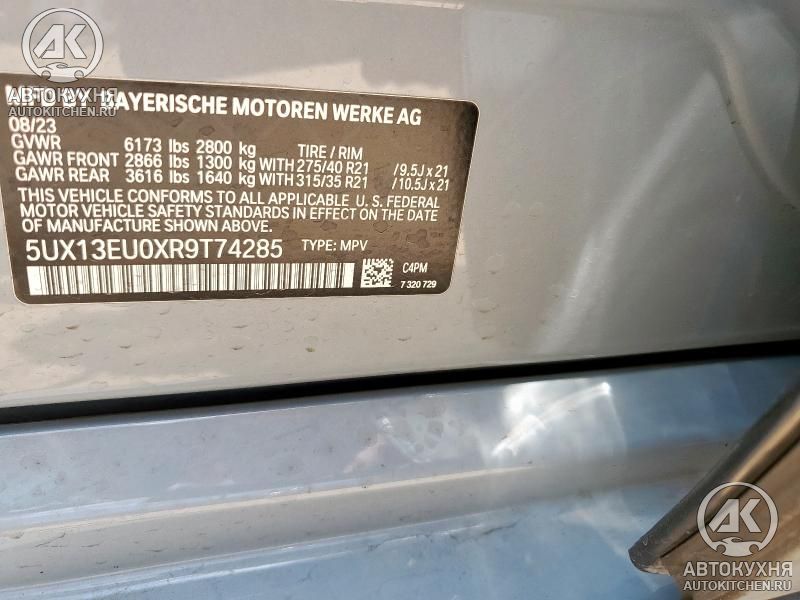 АК
АВТОКУХНЯ
AUTOKITCHEN.RU
MFD BY BAYERISCHE MOTOREN WERKE AG
08/23
GVWR 6173 lbs 2800 kg TIRE / RIM
GAWR FRONT 2866 lbs 1300 kg WITH 275/40 R21 /9.5J x 21
GAWR REAR 3616 lbs 1640 kg WITH 315/35 R21 /10.5J x 21
THIS VEHICLE CONFORMS TO ALL APPLICABLE U. S. FEDERAL
MOTOR VEHICLE SAFETY STANDARDS IN EFFECT ON THE DATE
OF MANUFACTURE SHOWN ABOVE.
5UX13EU0XR9T74285 TYPE: MPV
C4PM
7 320 729
АК
АВТОКУХНЯ
AUTOKITCHEN.RU